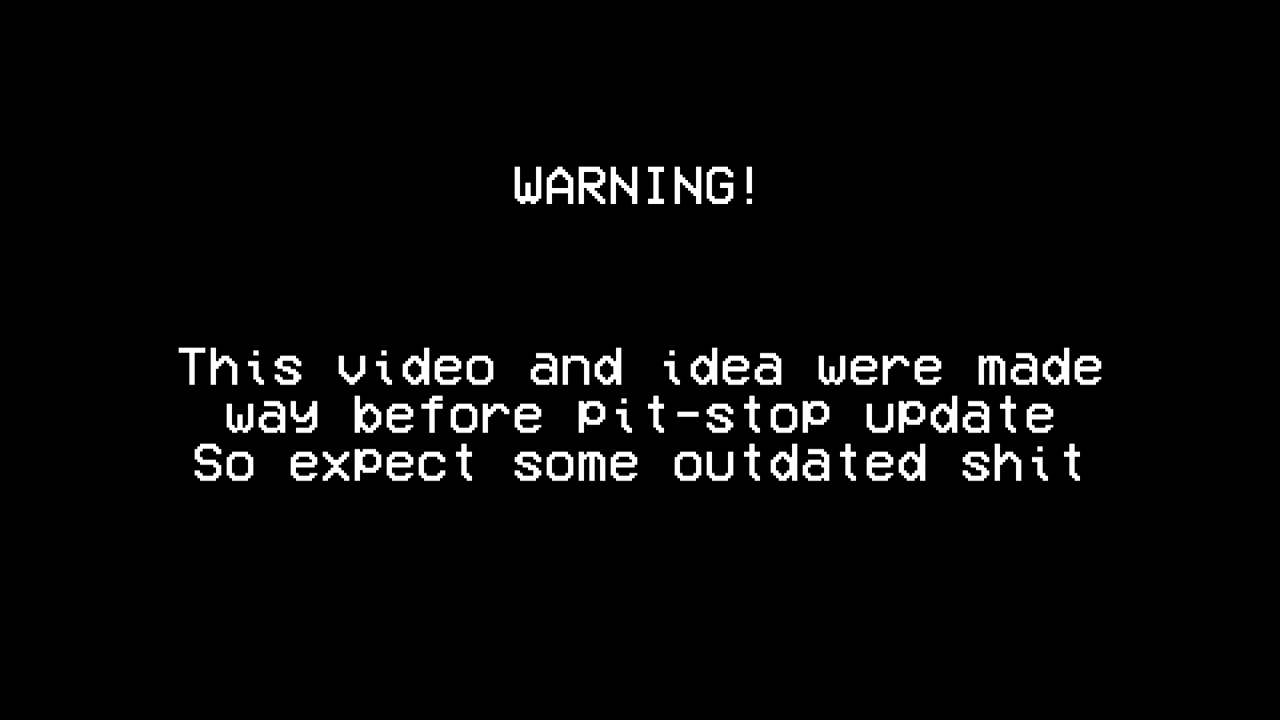 WARNING!
This video and idea were made
way before pit-stop update
So expect some outdated shit